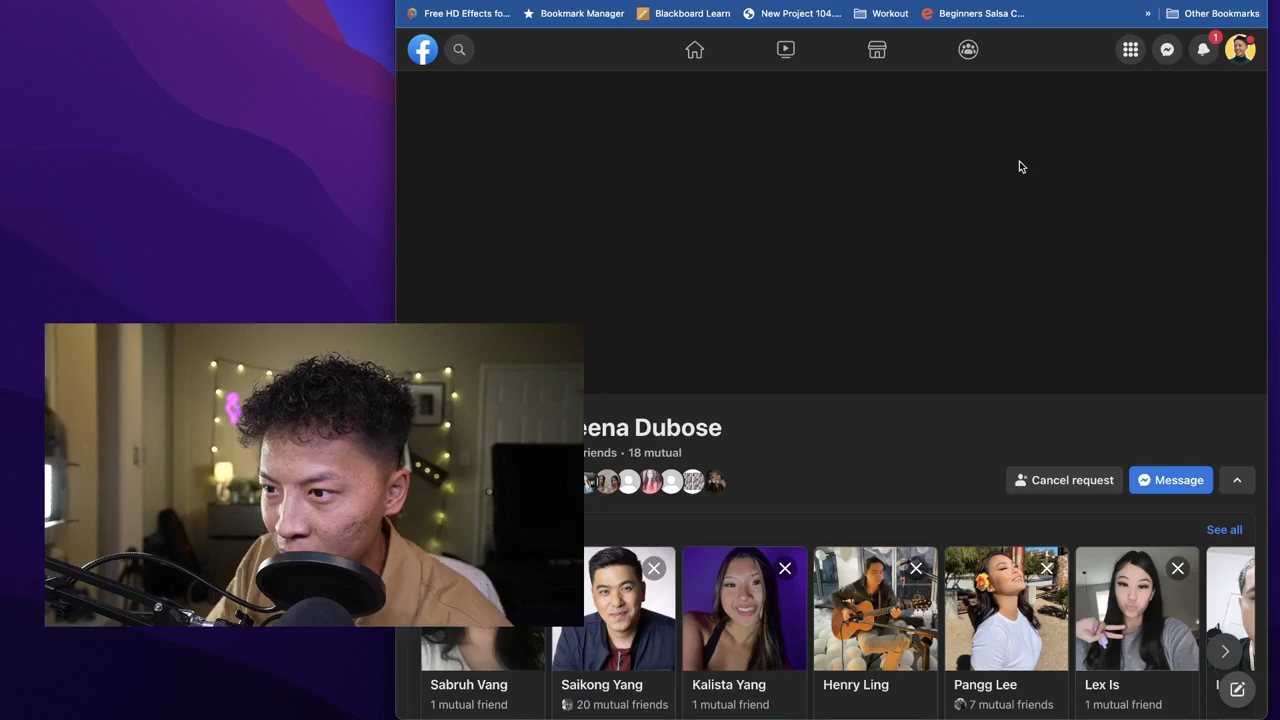 Free HD Effects fo...
Bookmark Manager
Blackboard Learn
New Project 104....
Workout
Beginners Salsa C...
»
Other Bookmarks
1
eena Dubose
riends · 18 mutual
Cancel request
Message
See all
Sabruh Vang
1 mutual friend
Saikong Yang
20 mutual friends
Kalista Yang
1 mutual friend
Henry Ling
Pangg Lee
7 mutual friends
Lex Is
1 mutual friend